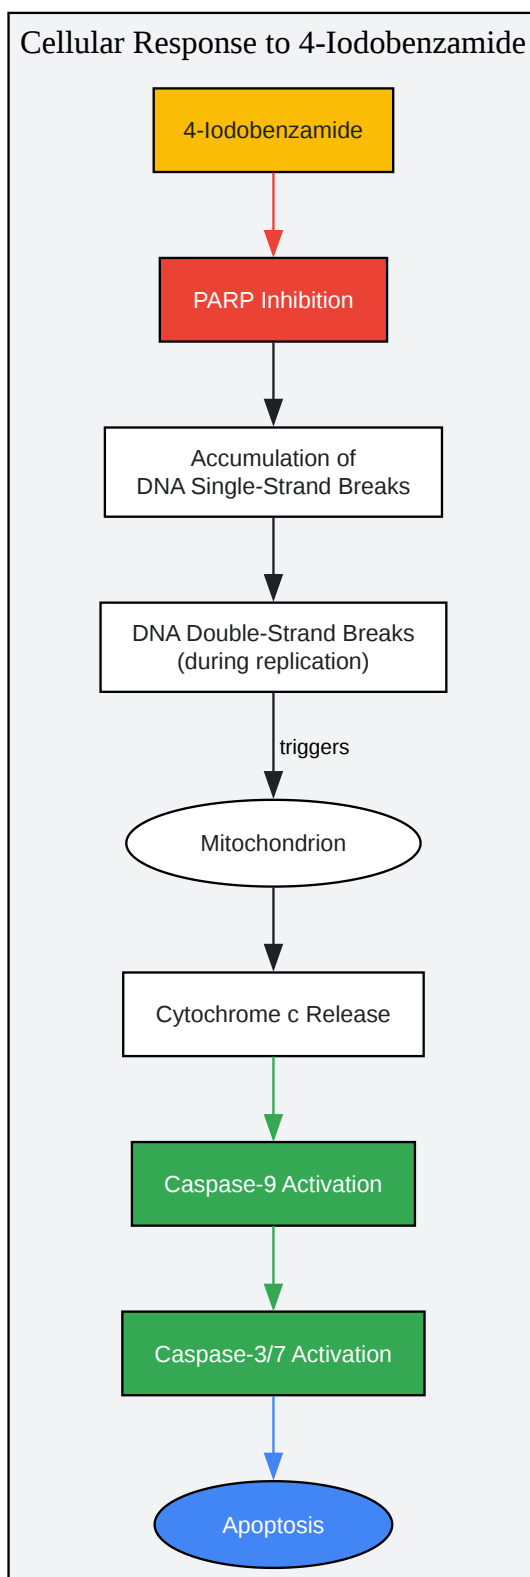 Cellular Response to 4-Iodobenzamide
4-Iodobenzamide
PARP Inhibition
Accumulation of
DNA Single-Strand Breaks
DNA Double-Strand Breaks
(during replication)
triggers
Mitochondrion
Cytochrome c Release
Caspase-9 Activation
Caspase-3/7 Activation
Apoptosis